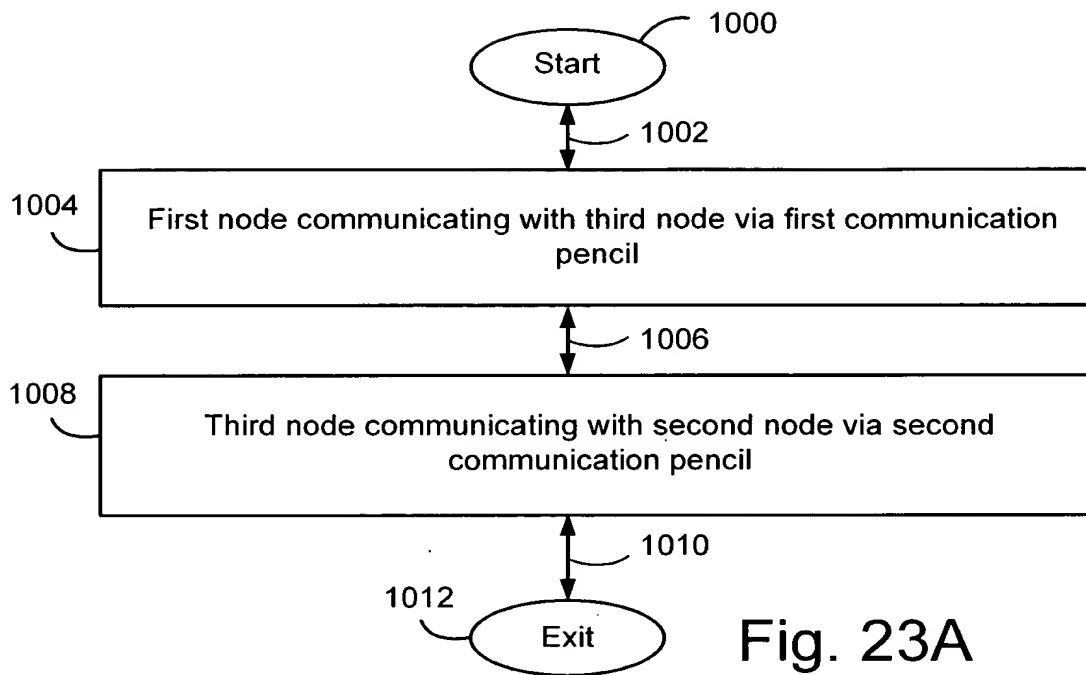 1000
Start
1002
1004
First node communicating with third node via first communication
pencil
1006
1008
Third node communicating with second node via second
communication pencil
1010
1012
Exit
Fig. 23A